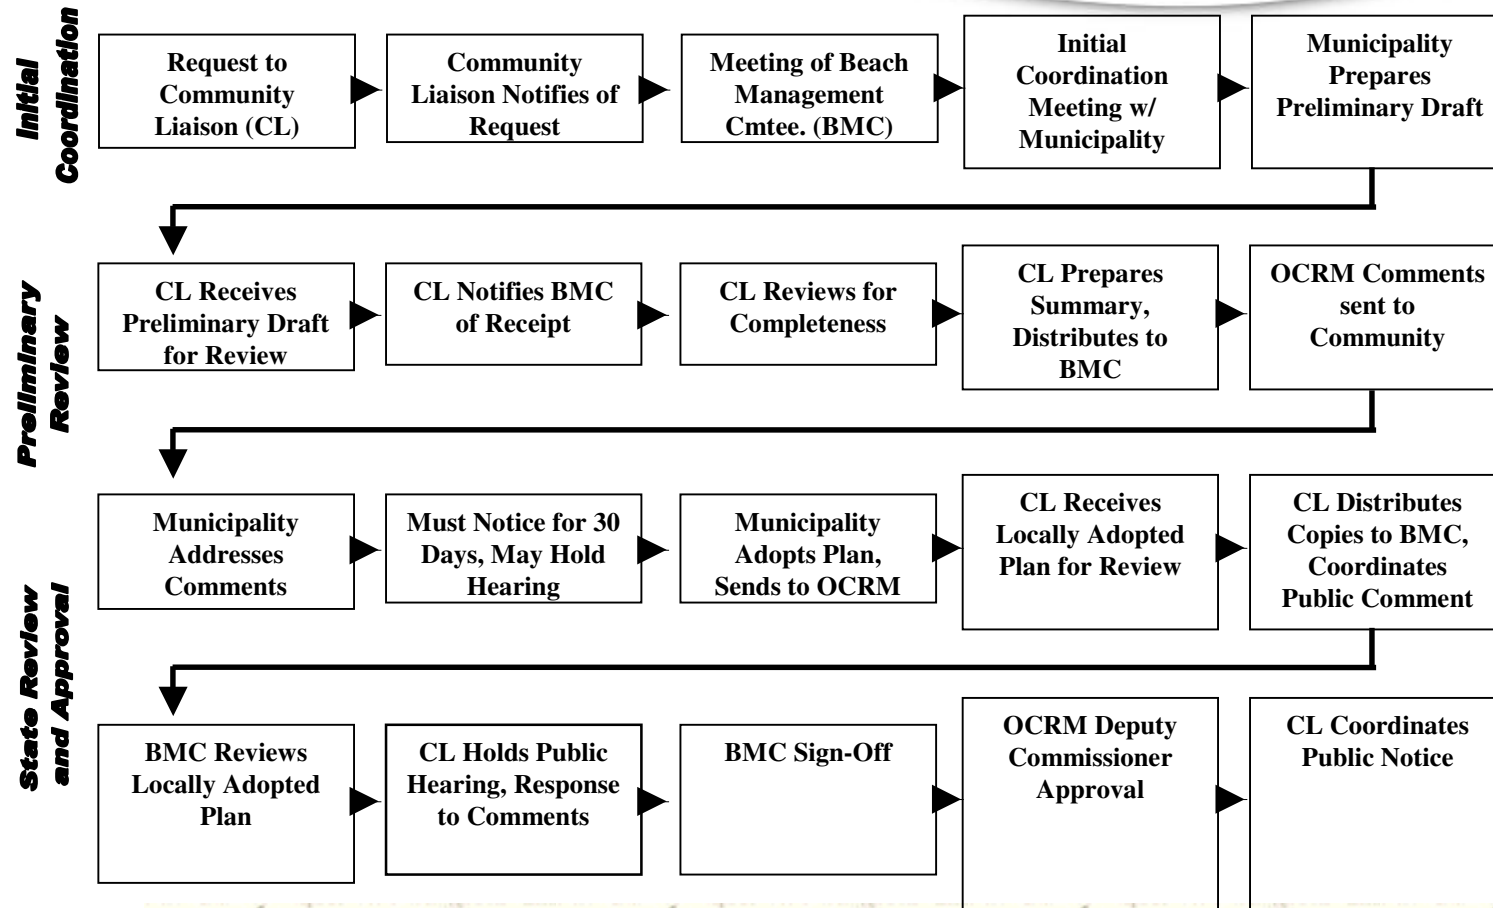 Initial
Coordination
Request to
Community
Liaison (CL)
Community
Liaison Notifies of
Request
Meeting of Beach
Management
Cmtee. (BMC)
Initial
Coordination
Meeting w/
Municipality
Municipality
Prepares
Preliminary Draft
Preliminary
Review
CL Receives
Preliminary Draft
for Review
CL Notifies BMC
of Receipt
CL Reviews for
Completeness
CL Prepares
Summary,
Distributes to
BMC
OCRM Comments
sent to
Community
State Review
and Approval
Municipality
Addresses
Comments
Must Notice for 30
Days, May Hold
Hearing
Municipality
Adopts Plan,
Sends to OCRM
CL Receives
Locally Adopted
Plan for Review
CL Distributes
Copies to BMC,
Coordinates
Public Comment
BMC Reviews
Locally Adopted
Plan
CL Holds Public
Hearing, Response
to Comments
BMC Sign-Off
OCRM Deputy
Commissioner
Approval
CL Coordinates
Public Notice